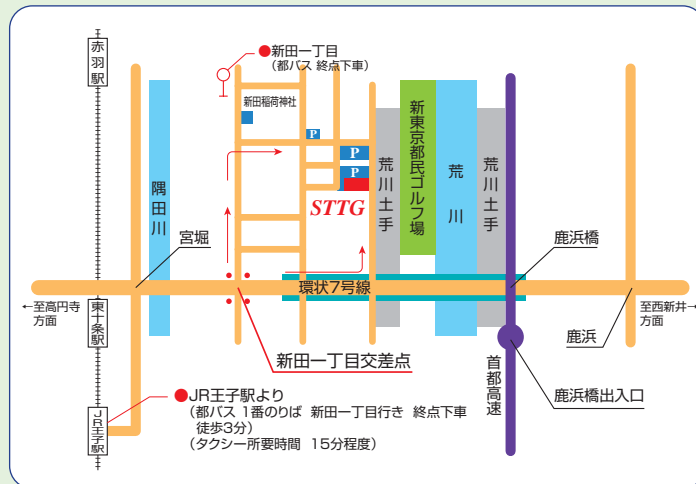 赤羽駅
●新田一丁目
(都バス 終点下車)
新田稲荷神社
P
P
P
STTG
隅田川
宮堀
荒川土手
新東京都民ゴルフ場
荒川
荒川土手
鹿浜橋
環状7号線
←至高円寺
方面
至西新井→
方面
東十条駅
新田一丁目交差点
首都高速
鹿浜
鹿浜橋出入口
●JR王子駅より
(都バス 1番のりば 新田一丁目行き 終点下車
徒歩3分)
(タクシー所要時間 15分程度)
JR王子駅